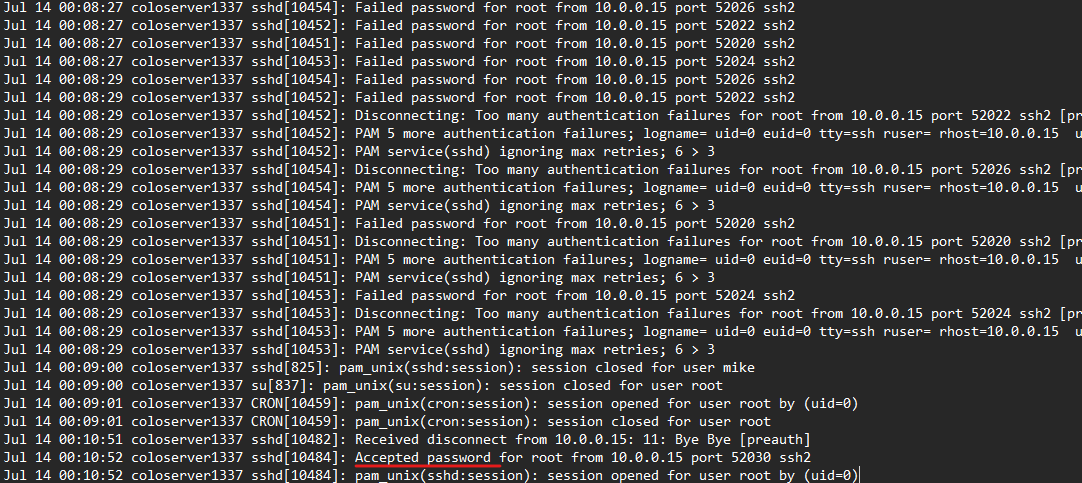 Jul 14 00:08:27 coloserver1337 sshd[10454]: Failed password for root from 10.0.0.15 port 52026 ssh2
Jul 14 00:08:27 coloserver1337 sshd[10452]: Failed password for root from 10.0.0.15 port 52022 ssh2
Jul 14 00:08:27 coloserver1337 sshd[10451]: Failed password for root from 10.0.0.15 port 52020 ssh2
Jul 14 00:08:27 coloserver1337 sshd[10453]: Failed password for root from 10.0.0.15 port 52024 ssh2
Jul 14 00:08:29 coloserver1337 sshd[10454]: Failed password for root from 10.0.0.15 port 52026 ssh2
Jul 14 00:08:29 coloserver1337 sshd[10452]: Failed password for root from 10.0.0.15 port 52022 ssh2
Jul 14 00:08:29 coloserver1337 sshd[10452]: Disconnecting: Too many authentication failures for root from 10.0.0.15 port 52022 ssh2 [pr
Jul 14 00:08:29 coloserver1337 sshd[10452]: PAM 5 more authentication failures; logname= uid=0 euid=0 tty=ssh ruser= rhost=10.0.0.15  u
Jul 14 00:08:29 coloserver1337 sshd[10452]: PAM service(sshd) ignoring max retries; 6 > 3
Jul 14 00:08:29 coloserver1337 sshd[10454]: Disconnecting: Too many authentication failures for root from 10.0.0.15 port 52026 ssh2 [pr
Jul 14 00:08:29 coloserver1337 sshd[10454]: PAM 5 more authentication failures; logname= uid=0 euid=0 tty=ssh ruser= rhost=10.0.0.15  u
Jul 14 00:08:29 coloserver1337 sshd[10454]: PAM service(sshd) ignoring max retries; 6 > 3
Jul 14 00:08:29 coloserver1337 sshd[10451]: Failed password for root from 10.0.0.15 port 52020 ssh2
Jul 14 00:08:29 coloserver1337 sshd[10451]: Disconnecting: Too many authentication failures for root from 10.0.0.15 port 52020 ssh2 [pr
Jul 14 00:08:29 coloserver1337 sshd[10451]: PAM 5 more authentication failures; logname= uid=0 euid=0 tty=ssh ruser= rhost=10.0.0.15  u
Jul 14 00:08:29 coloserver1337 sshd[10451]: PAM service(sshd) ignoring max retries; 6 > 3
Jul 14 00:08:29 coloserver1337 sshd[10453]: Failed password for root from 10.0.0.15 port 52024 ssh2
Jul 14 00:08:29 coloserver1337 sshd[10453]: Disconnecting: Too many authentication failures for root from 10.0.0.15 port 52024 ssh2 [pr
Jul 14 00:08:29 coloserver1337 sshd[10453]: PAM 5 more authentication failures; logname= uid=0 euid=0 tty=ssh ruser= rhost=10.0.0.15  u
Jul 14 00:08:29 coloserver1337 sshd[10453]: PAM service(sshd) ignoring max retries; 6 > 3
Jul 14 00:09:00 coloserver1337 sshd[825]: pam_unix(sshd:session): session closed for user mike
Jul 14 00:09:00 coloserver1337 su[837]: pam_unix(su:session): session closed for user root
Jul 14 00:09:01 coloserver1337 CRON[10459]: pam_unix(cron:session): session opened for user root by (uid=0)
Jul 14 00:09:01 coloserver1337 CRON[10459]: pam_unix(cron:session): session closed for user root
Jul 14 00:10:51 coloserver1337 sshd[10482]: Received disconnect from 10.0.0.15: 11: Bye Bye [preauth]
Jul 14 00:10:52 coloserver1337 sshd[10484]: Accepted password for root from 10.0.0.15 port 52030 ssh2
Jul 14 00:10:52 coloserver1337 sshd[10484]: pam_unix(sshd:session): session opened for user root by (uid=0)